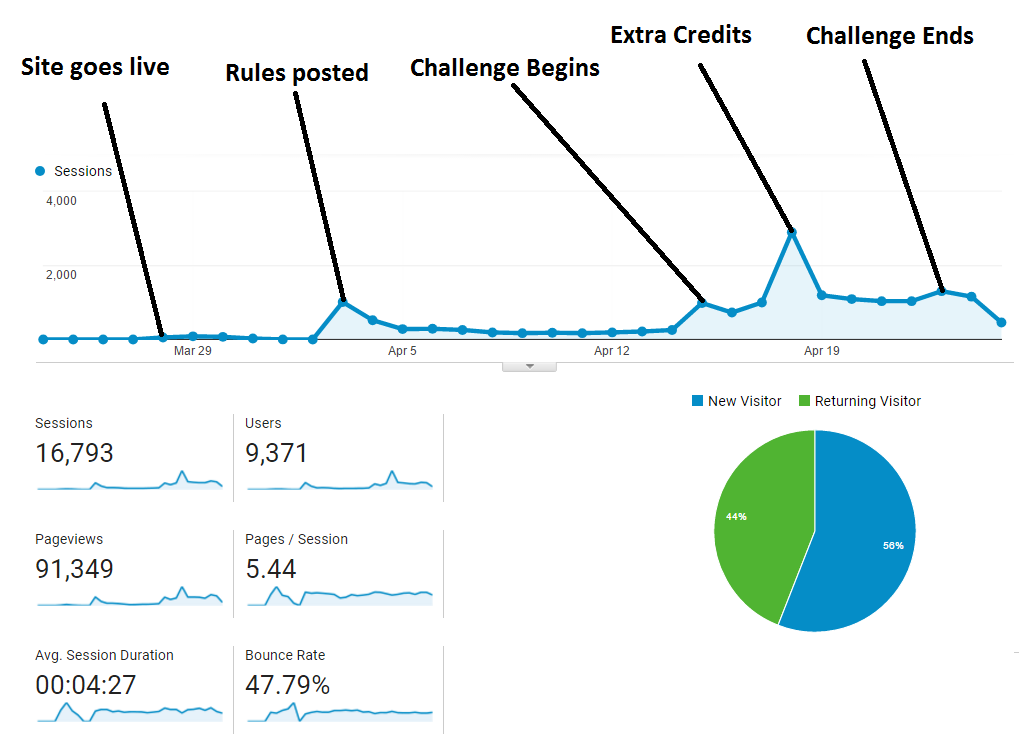 Extra Credits
Challenge Ends
Site goes live
Rules posted
Challenge Begins
Sessions
4,000
2,000
Mar 29
Apr 5
Apr 12
Apr 19
New Visitor
Returning Visitor
Sessions
16,793
Users
9,371
Pageviews
91,349
Pages / Session
5.44
44%
56%
Avg. Session Duration
00:04:27
Bounce Rate
47.79%